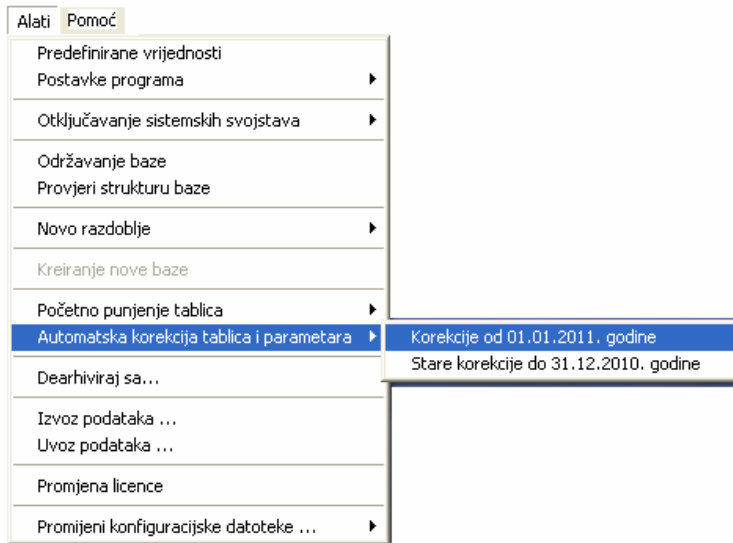 Alati Pomoć
Predefinirane vrijednosti
Postavke programa
Otključavanje sistemskih svojstava
Održavanje baze
Provjeri strukturu baze
Novo razdoblje
Kreiranje nove baze
Početno punjenje tablica
Automatska korekcija tablica i parametara
Korekcije od 01.01.2011. godine
Stare korekcije do 31.12.2010. godine
Dearhiviraj sa...
Izvoz podataka ...
Uvoz podataka ...
Promjena licence
Promijeni konfiguracijske datoteke ...